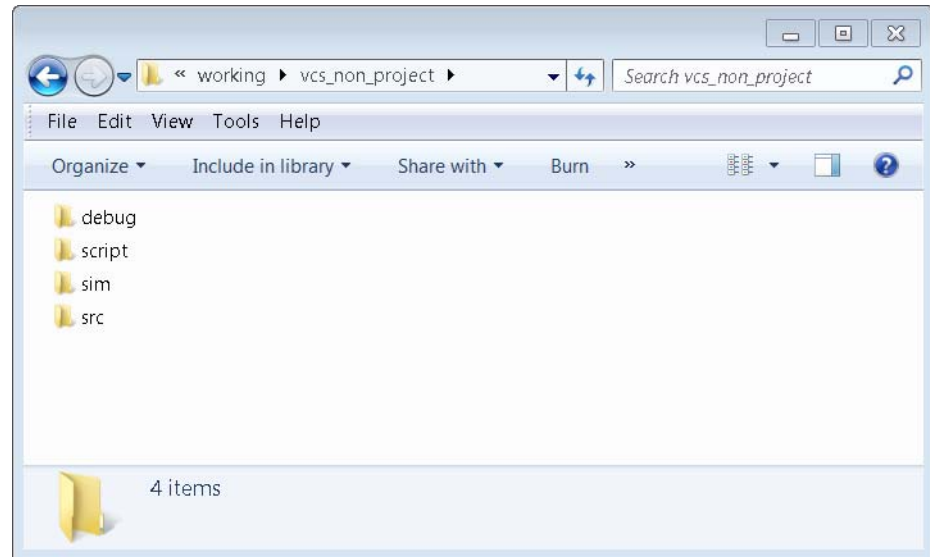 « working ▸ vcs_non_project ▸ Search vcs_non_project
File Edit View Tools Help
Organize Include in library Share with Burn »
debug
script
sim
src
4 items